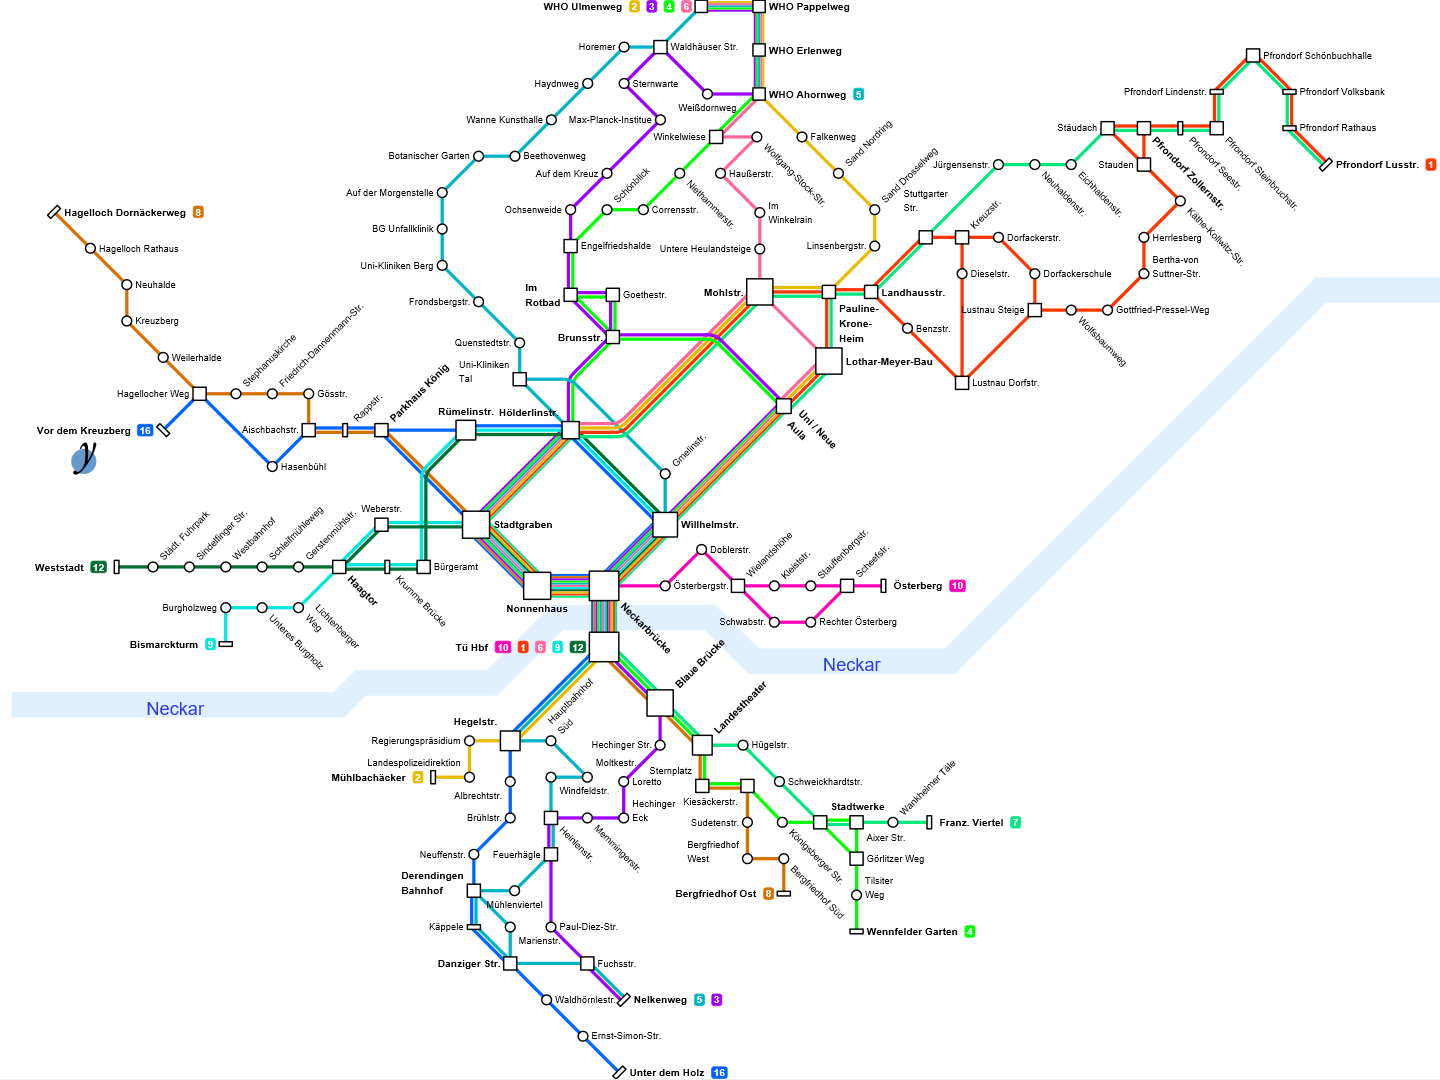 WHO Ulmenweg 2 3 4 6
WHO Pappelweg
Horemer
Waldhäuser Str.
WHO Erlenweg
Haydnweg
Sternwarte
WHO Ahornweg 5
Weißdornweg
Wanne Kunsthalle
Max-Planck-Institue
Winkelwiese
Falkenweg
Sand Nordring
Botanischer Garten
Beethovenweg
Wolfgang-Stock-Str.
Auf dem Kreuz
Schönblick
Niethammerstr.
Haußerstr.
Sand Drosselweg
Auf der Morgenstelle
Ochsenweide
Corrensstr.
Im
Winkelrain
BG Unfallklinik
Engelfriedshalde
Untere Heulandsteige
Linsenbergstr.
Uni-Kliniken Berg
Im
Rotbad
Goethestr.
Mohlstr.
Frondsbergstr.
Brunsstr.
Pauline-
Krone-
Heim
Landhausstr.
Quenstedtstr.
Uni-Kliniken
Tal
Lothar-Meyer-Bau
Pfrondorf Schönbuchhalle
Pfrondorf Lindenstr.
Pfrondorf Volksbank
Stäudach
Pfrondorf Rathaus
Pfrondorf Zollernstr.
Pfrondorf Seestr.
Pfrondorf Steinbruchstr.
Pfrondorf Lusstr. 1
Jürgensenstr.
Neuhaldenstr.
Eichhaldenstr.
Stauden
Stuttgarter
Str.
Kreuzstr.
Käthe-Kollwitz-Str.
Dorfackerstr.
Herrlesberg
Dieselstr.
Dorfackerschule
Bertha-von
Suttner-Str.
Lustnau Steige
Wolfsbaumweg
Gottfried-Pressel-Weg
Benzstr.
Lustnau Dorfstr.
Hagelloch Dornäckerweg 8
Hagelloch Rathaus
Neuhalde
Kreuzberg
Weilerhalde
Stephanuskirche
Friedrich-Dannenmann-Str.
Hagellocher Weg
Gösstr.
Rappstr.
Parkhaus König
Vor dem Kreuzberg 16
Aischbachstr.
Rümelinstr.
Hölderlinstr.
Uni / Neue
Aula
Hasenbühl
Gmelinstr.
y
Weberstr.
Stadtgraben
Willhelmstr.
Städt. Fuhrpark
Sindelfinger Str.
Westbahnhof
Schleifmühleweg
Gerstenmühlstr.
Weststadt 12
Haagtor
Krumme Brücke
Bürgeramt
Doblerstr.
Wielandshöhe
Kleiststr.
Stauffenbergstr.
Scheefstr.
Österbergstr.
Österberg 10
Nonnenhaus
Neckarbrücke
Schwabstr.
Rechter Österberg
Burgholzweg
Unteres Burgholz
Lichtenberger
Weg
Bismarckturm 9
Tü Hbf 10 1 6 9 12
Neckar
Neckar
Blaue Brücke
Hauptbahnhof
Süd
Landestheater
Hegelstr.
Regierungspräsidium
Hechinger Str.
Hügelstr.
Landespolizeidirektion
Moltkestr.
Sternplatz
Mühlbachäcker 2
Windfeldstr.
Loretto
Schweickhardtstr.
Wankheimer Täle
Albrechtstr.
Kiesäckerstr.
Hechinger
Eck
Stadtwerke
Brühlstr.
Heinlenstr.
Memmingerstr.
Sudetenstr.
Königsberger Str.
Franz. Viertel 7
Aixer Str.
Neuffenstr.
Feuerhägle
Bergfriedhof
West
Görlitzer Weg
Derendingen
Bahnhof
Bergfriedhof Süd
Tilsiter
Weg
Mühlenviertel
Bergfriedhof Ost 8
Käppele
Marienstr.
Paul-Diez-Str.
Wennfelder Garten 4
Danziger Str.
Fuchsstr.
Waldhörnlestr.
Nelkenweg 5 3
Ernst-Simon-Str.
Unter dem Holz 16